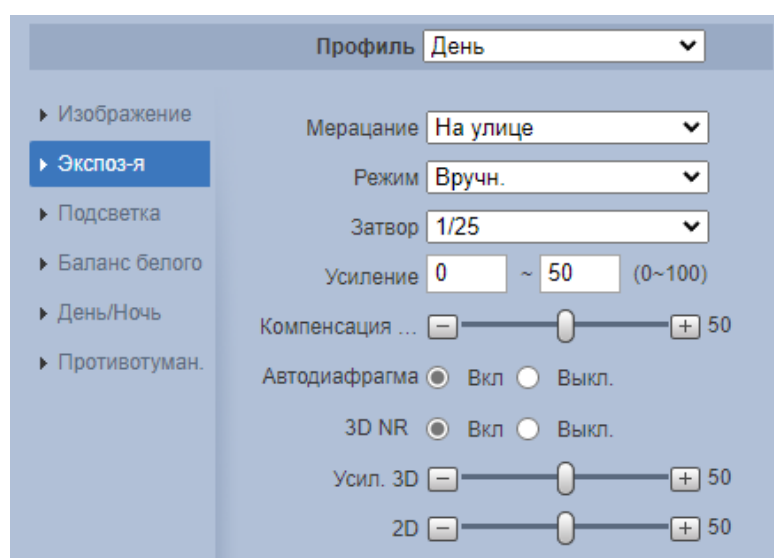 Профиль День
Изображение
Мерацание На улице
Экспоз-я
Режим Вручн.
Подсветка
Затвор 1/25
Баланс белого
Усиление 0 ~ 50 (0~100)
День/Ночь
Компенсация ... 50
Противотуман.
Автодиафрагма Вкл Выкл.
3D NR Вкл Выкл.
Усил. 3D 50
2D 50